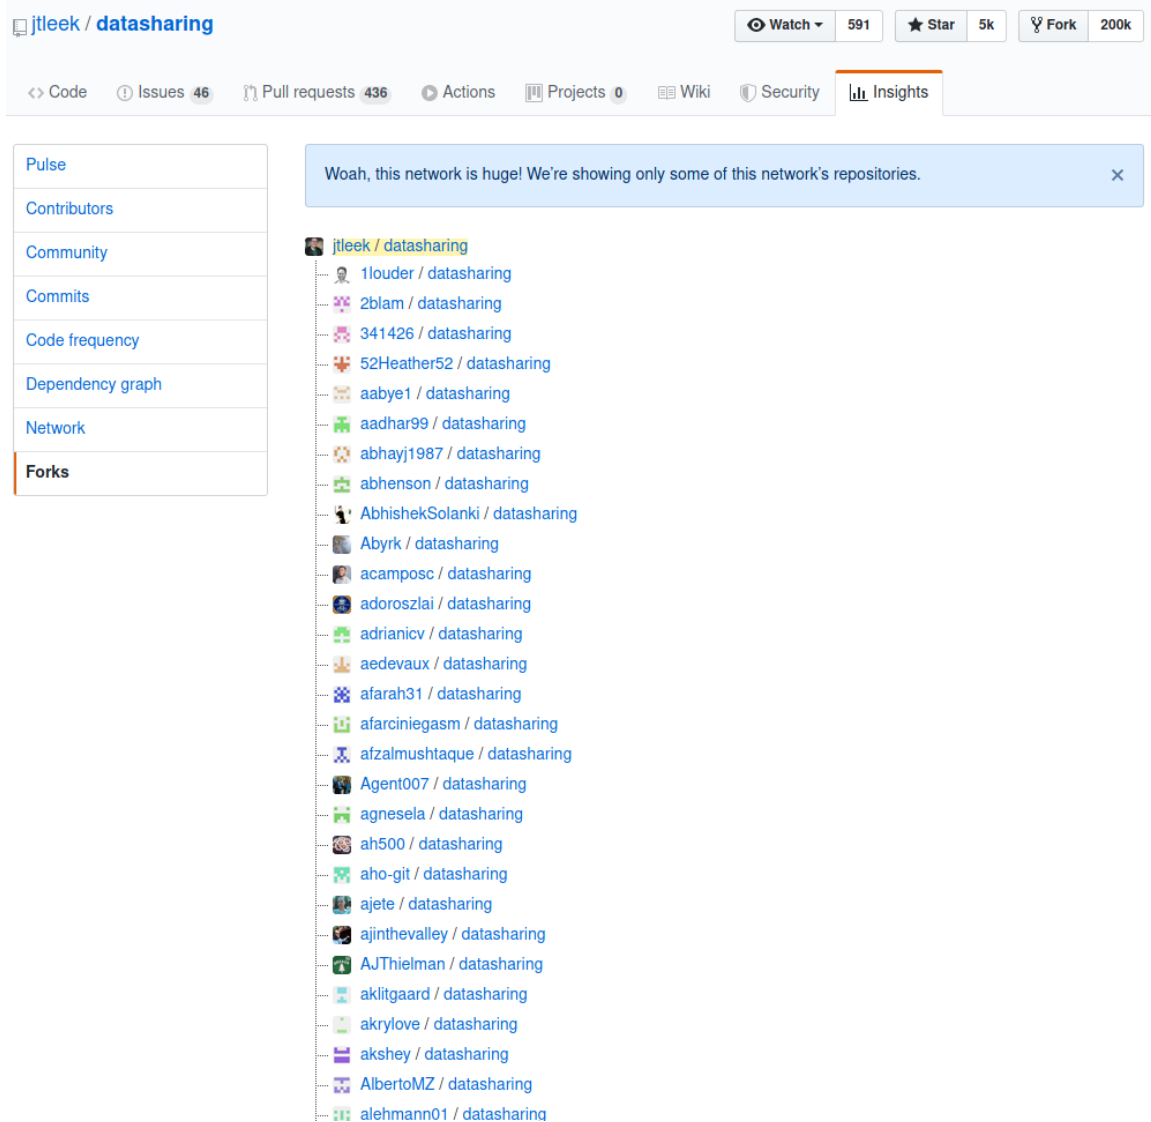 jtleek / datasharing
Watch 591 Star 5k Fork 200k
Code Issues 46 Pull requests 436 Actions Projects 0 Wiki Security Insights
Pulse
Contributors
Community
Commits
Code frequency
Dependency graph
Network
Forks
Woah, this network is huge! We're showing only some of this network's repositories.
jtleek / datasharing
1louder / datasharing
2blam / datasharing
341426 / datasharing
52Heather52 / datasharing
aabye1 / datasharing
aadhar99 / datasharing
abhayj1987 / datasharing
abhenson / datasharing
AbhishekSolanki / datasharing
Abyrk / datasharing
acamposc / datasharing
adoroszlai / datasharing
adrianicv / datasharing
aedevaux / datasharing
afarah31 / datasharing
afarciniegasm / datasharing
afzalmushtaque / datasharing
Agent007 / datasharing
agnesela / datasharing
ah500 / datasharing
aho-git / datasharing
ajete / datasharing
ajinthevalley / datasharing
AJThielman / datasharing
aklitgaard / datasharing
akrylove / datasharing
akshey / datasharing
AlbertoMZ / datasharing
alehmann01 / datasharing